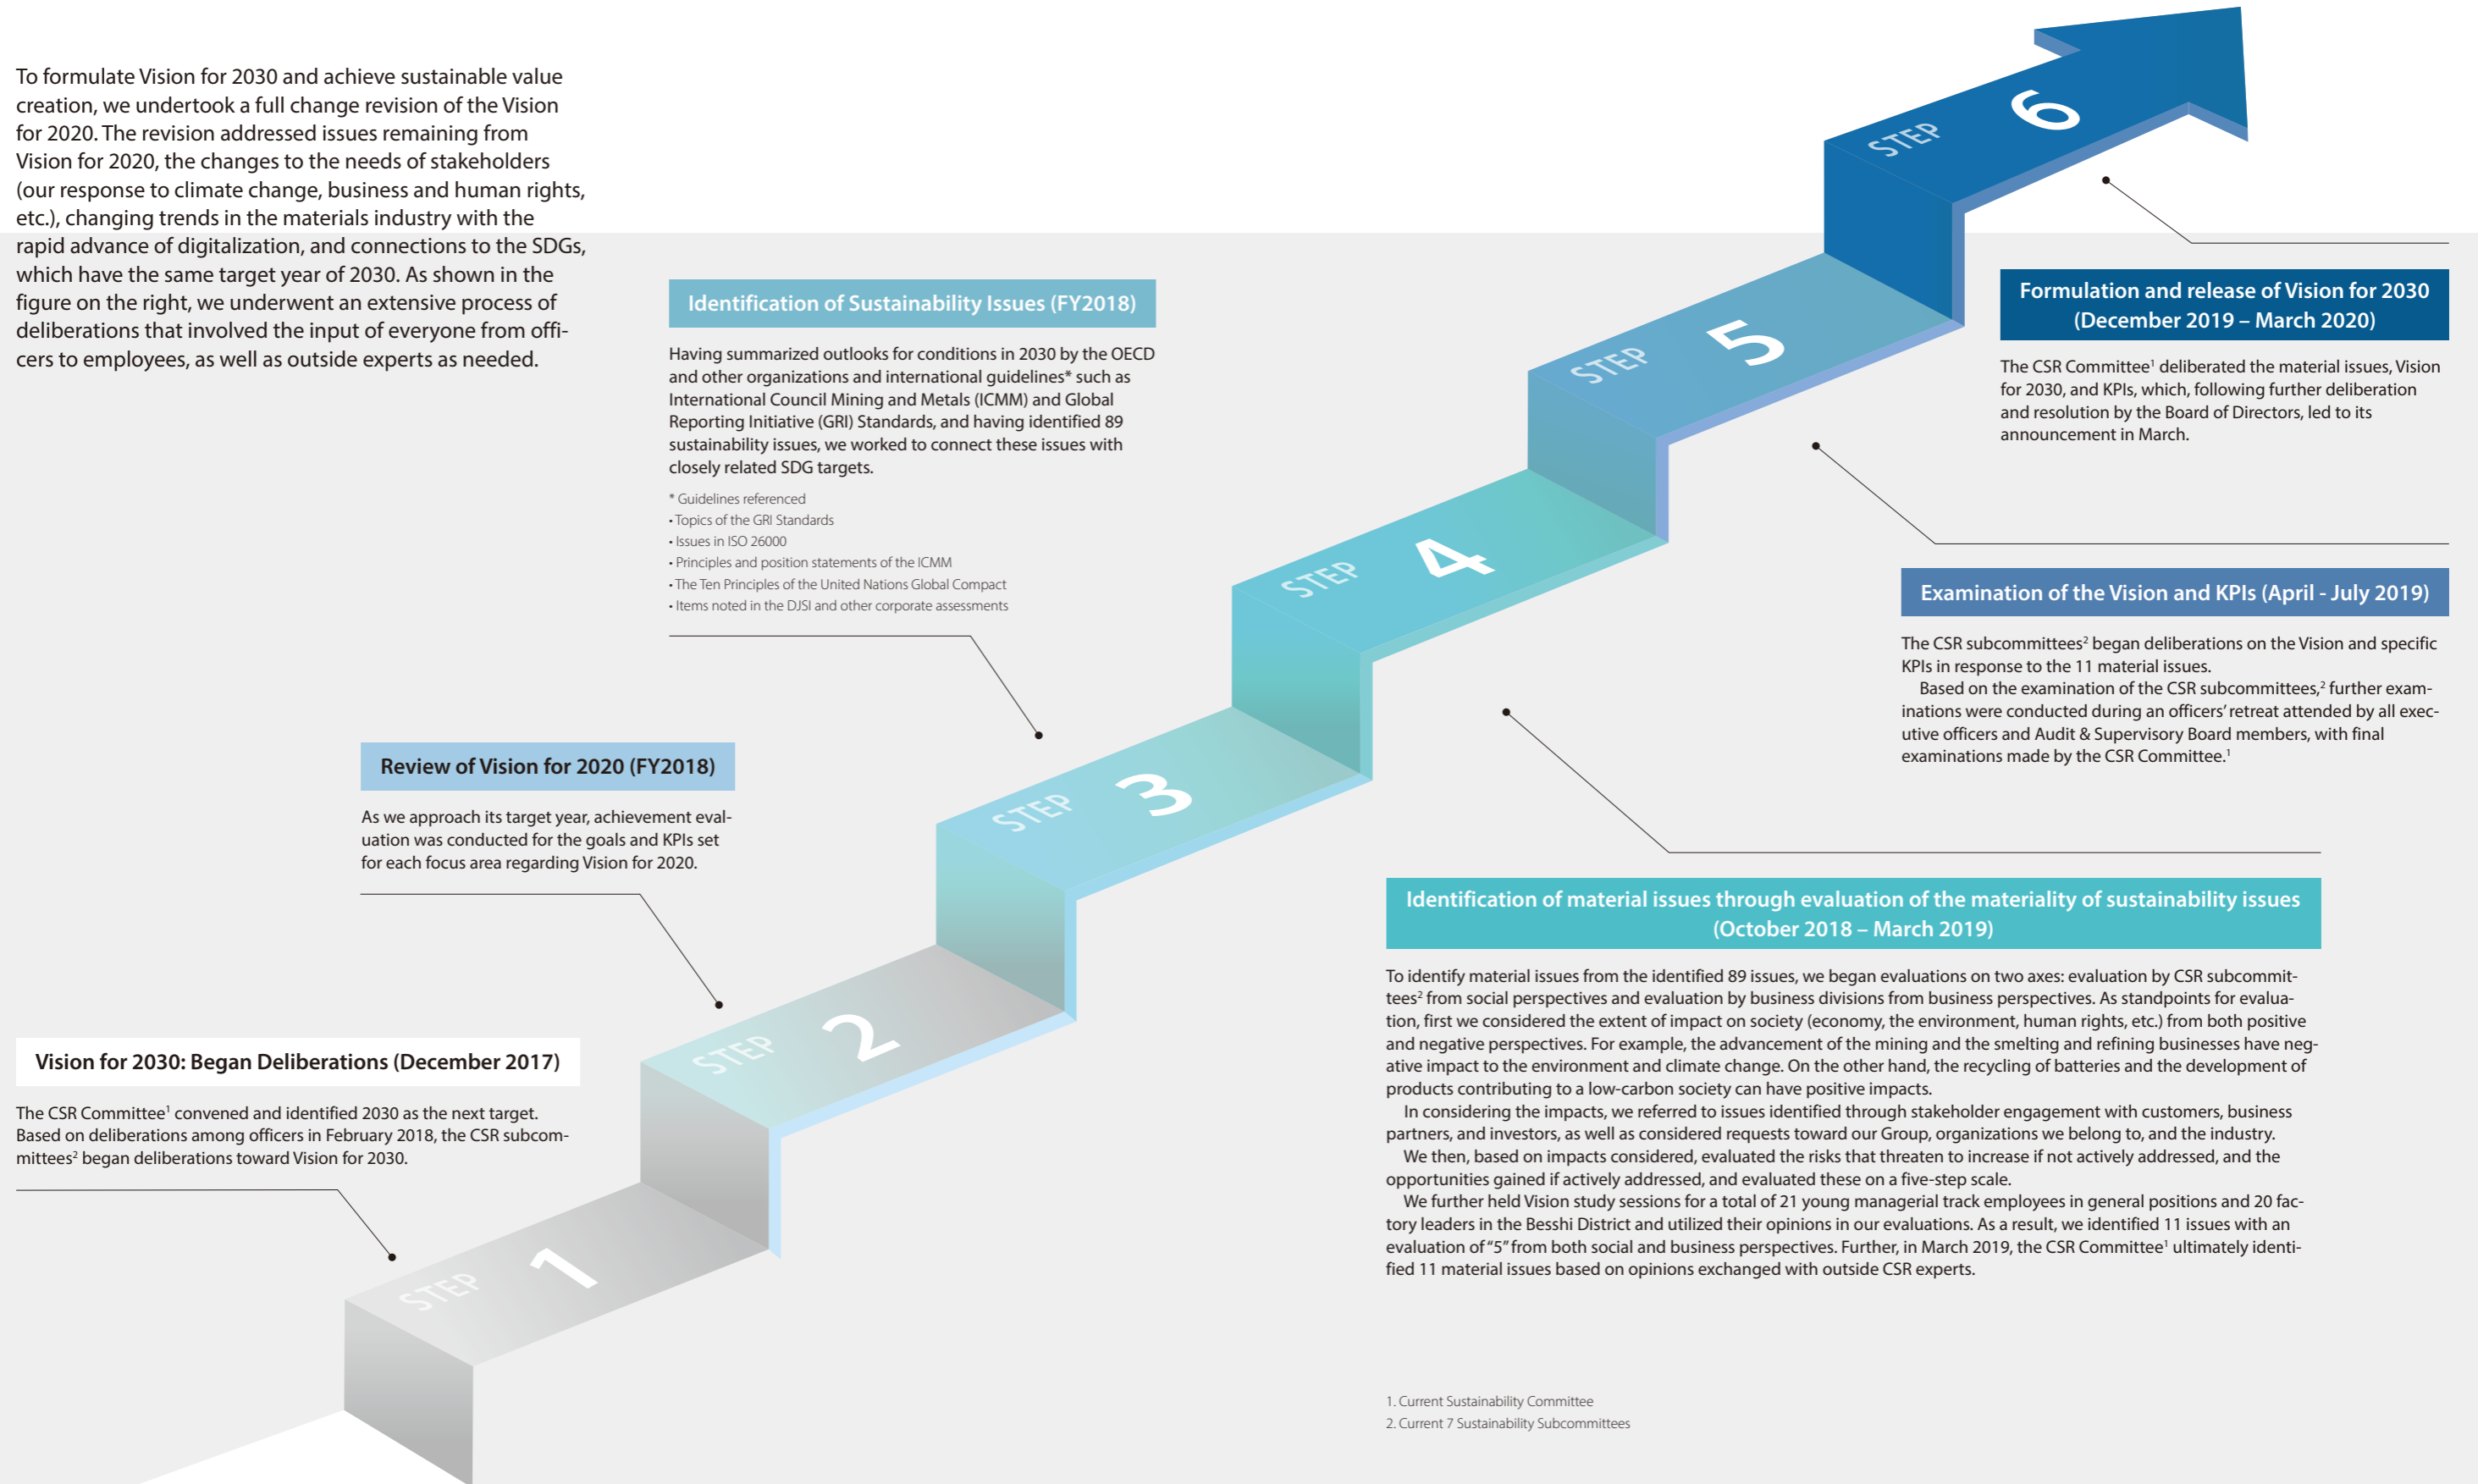 To formulate Vision for 2030 and achieve sustainable value
creation, we undertook a full change revision of the Vision
for 2020. The revision addressed issues remaining from
Vision for 2020, the changes to the needs of stakeholders
(our response to climate change, business and human rights,
etc.), changing trends in the materials industry with the
rapid advance of digitalization, and connections to the SDGs,
which have the same target year of 2030. As shown in the
figure on the right, we underwent an extensive process of
deliberations that involved the input of everyone from offi-
cers to employees, as well as outside experts as needed.
Vision for 2030: Began Deliberations (December 2017)
The CSR Committee¹ convened and identified 2030 as the next target.
Based on deliberations among officers in February 2018, the CSR subcom-
mittees² began deliberations toward Vision for 2030.
STEP 1
Review of Vision for 2020 (FY2018)
As we approach its target year, achievement eval-
uation was conducted for the goals and KPIs set
for each focus area regarding Vision for 2020.
STEP 2
Identification of Sustainability Issues (FY2018)
Having summarized outlooks for conditions in 2030 by the OECD
and other organizations and international guidelines* such as
International Council Mining and Metals (ICMM) and Global
Reporting Initiative (GRI) Standards, and having identified 89
sustainability issues, we worked to connect these issues with
closely related SDG targets.
* Guidelines referenced
• Topics of the GRI Standards
• Issues in ISO 26000
• Principles and position statements of the ICMM
• The Ten Principles of the United Nations Global Compact
• Items noted in the DJSI and other corporate assessments
STEP 3
STEP 4
Identification of material issues through evaluation of the materiality of sustainability issues
(October 2018 – March 2019)
To identify material issues from the identified 89 issues, we began evaluations on two axes: evaluation by CSR subcommit-
tees² from social perspectives and evaluation by business divisions from business perspectives. As standpoints for evalua-
tion, first we considered the extent of impact on society (economy, the environment, human rights, etc.) from both positive
and negative perspectives. For example, the advancement of the mining and the smelting and refining businesses have neg-
ative impact to the environment and climate change. On the other hand, the recycling of batteries and the development of
products contributing to a low-carbon society can have positive impacts.
In considering the impacts, we referred to issues identified through stakeholder engagement with customers, business
partners, and investors, as well as considered requests toward our Group, organizations we belong to, and the industry.
We then, based on impacts considered, evaluated the risks that threaten to increase if not actively addressed, and the
opportunities gained if actively addressed, and evaluated these on a five-step scale.
We further held Vision study sessions for a total of 21 young managerial track employees in general positions and 20 fac-
tory leaders in the Besshi District and utilized their opinions in our evaluations. As a result, we identified 11 issues with an
evaluation of “5” from both social and business perspectives. Further, in March 2019, the CSR Committee¹ ultimately identi-
fied 11 material issues based on opinions exchanged with outside CSR experts.
STEP 5
Examination of the Vision and KPIs (April - July 2019)
The CSR subcommittees² began deliberations on the Vision and specific
KPIs in response to the 11 material issues.
Based on the examination of the CSR subcommittees,² further exam-
inations were conducted during an officers’ retreat attended by all exec-
utive officers and Audit & Supervisory Board members, with final
examinations made by the CSR Committee.¹
STEP 6
Formulation and release of Vision for 2030
(December 2019 – March 2020)
The CSR Committee¹ deliberated the material issues, Vision
for 2030, and KPIs, which, following further deliberation
and resolution by the Board of Directors, led to its
announcement in March.
1. Current Sustainability Committee
2. Current 7 Sustainability Subcommittees